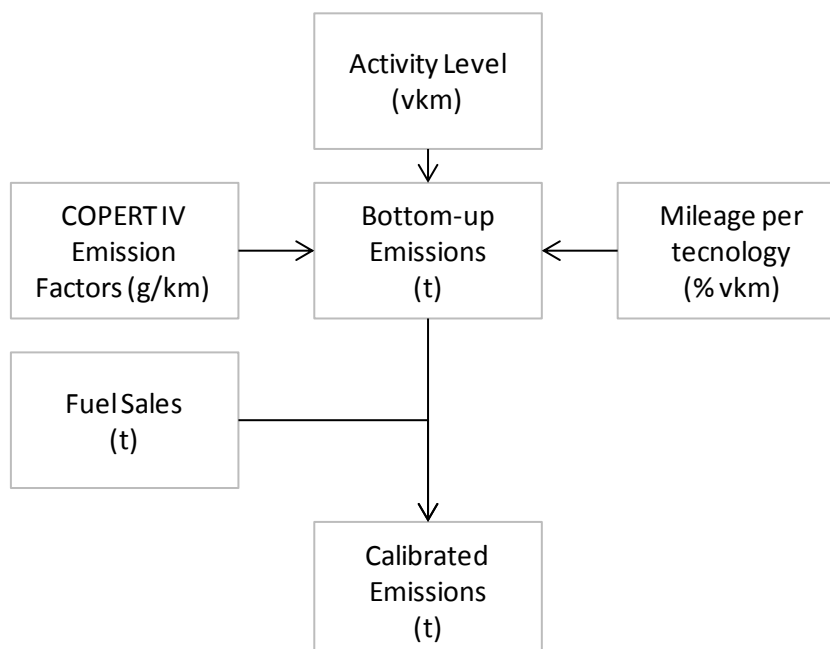 Activity Level
(vkm)
COPERT IV
Emission
Factors (g/km)
Bottom-up
Emissions
(t)
Mileage per
tecnology
(% vkm)
Fuel Sales
(t)
Calibrated
Emissions
(t)